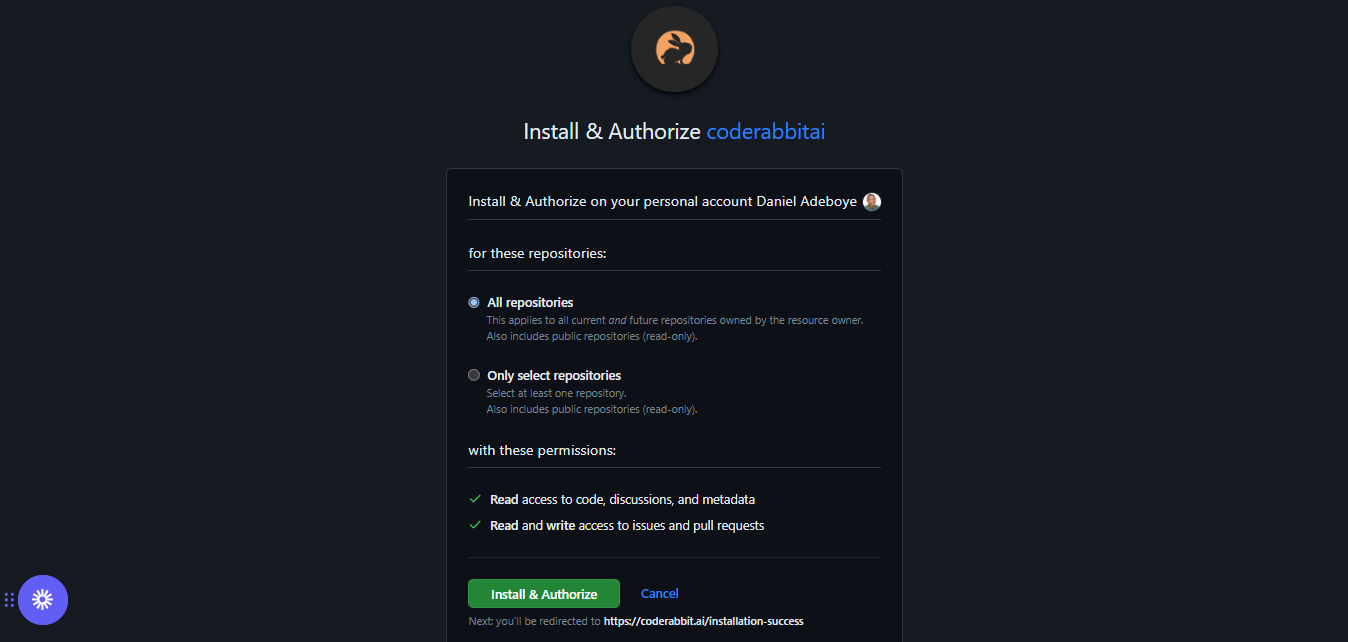 Install & Authorize coderabbitai
Install & Authorize on your personal account Daniel Adeboye
for these repositories:
All repositories
This applies to all current and future repositories owned by the resource owner.
Also includes public repositories (read-only).
Only select repositories
Select at least one repository.
Also includes public repositories (read-only).
with these permissions:
Read access to code, discussions, and metadata
Read and write access to issues and pull requests
Install & Authorize
Cancel
Next: you'll be redirected to https://coderabbit.ai/installation-success